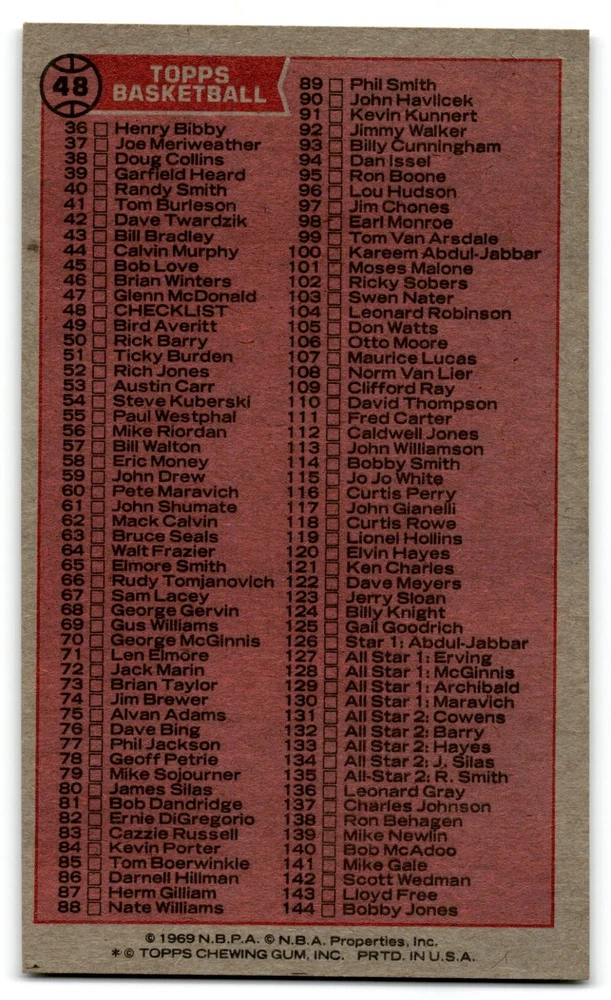 48
TOPPS
BASKETBALL
36 Henry Bibby
37 Joe Meriweather
38 Doug Collins
39 Garfield Heard
40 Randy Smith
41 Tom Burleson
42 Dave Twardzik
43 Bill Bradley
44 Calvin Murphy
45 Bob Love
46 Brian Winters
47 Glenn McDonald
48 CHECKLIST
49 Bird Averitt
50 Rick Barry
51 Ticky Burden
52 Rich Jones
53 Austin Carr
54 Steve Kuberski
55 Paul Westphal
56 Mike Riordan
57 Bill Walton
58 Eric Money
59 John Drew
60 Pete Maravich
61 John Shumate
62 Mack Calvin
63 Bruce Seals
64 Walt Frazier
65 Elmore Smith
66 Rudy Tomjanovich
67 Sam Lacey
68 George Gervin
69 Gus Williams
70 George McGinnis
71 Len Elmore
72 Jack Marin
73 Brian Taylor
74 Jim Brewer
75 Alvan Adams
76 Dave Bing
77 Phil Jackson
78 Geoff Petrie
79 Mike Sojourner
80 James Silas
81 Bob Dandridge
82 Ernie DiGregorio
83 Cazzie Russell
84 Kevin Porter
85 Tom Boerwinkle
86 Darnell Hillman
87 Herm Gilliam
88 Nate Williams
89 Phil Smith
90 John Havlicek
91 Kevin Kunnert
92 Jimmy Walker
93 Billy Cunningham
94 Dan Issel
95 Ron Boone
96 Lou Hudson
97 Jim Chones
98 Earl Monroe
99 Tom Van Arsdale
100 Kareem Abdul-Jabbar
101 Moses Malone
102 Ricky Sobers
103 Swen Nater
104 Leonard Robinson
105 Don Watts
106 Otto Moore
107 Maurice Lucas
108 Norm Van Lier
109 Clifford Ray
110 David Thompson
111 Fred Carter
112 Caldwell Jones
113 John Williamson
114 Bobby Smith
115 Jo Jo White
116 Curtis Perry
117 John Gianelli
118 Curtis Rowe
119 Lionel Hollins
120 Elvin Hayes
121 Ken Charles
122 Dave Meyers
123 Jerry Sloan
124 Billy Knight
125 Gail Goodrich
126 Star 1: Abdul-Jabbar
127 All Star 1: Erving
128 All Star 1: McGinnis
129 All Star 1: Archibald
130 All Star 1: Maravich
131 All Star 2: Cowens
132 All Star 2: Barry
133 All Star 2: Hayes
134 All Star 2: J. Silas
135 All-Star 2: R. Smith
136 Leonard Gray
137 Charles Johnson
138 Ron Behagen
139 Mike Newlin
140 Bob McAdoo
141 Mike Gale
142 Scott Wedman
143 Lloyd Free
144 Bobby Jones
© 1969 N.B.P.A. © N.B.A. Properties, Inc.
* © TOPPS CHEWING GUM, INC. PRTD. IN U.S.A.